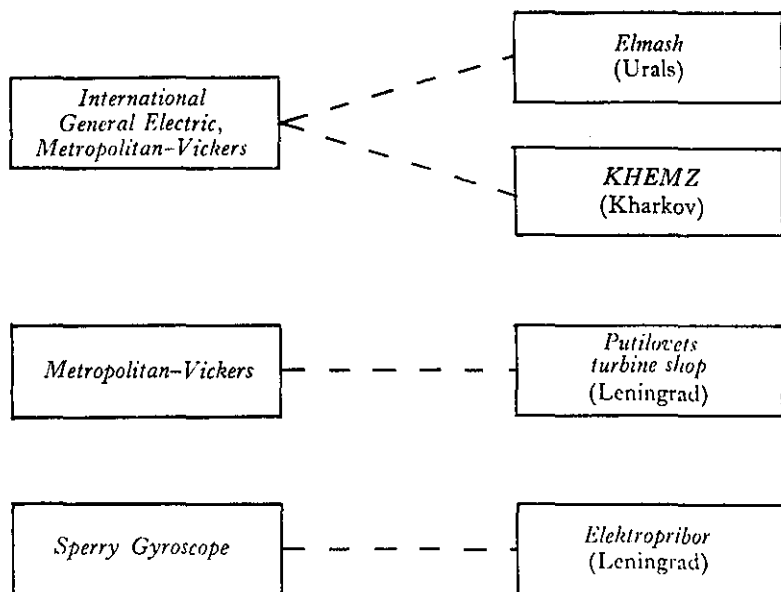 International
General Electric,
Metropolitan-Vickers
Elmash
(Urals)
KHEMZ
(Kharkov)
Metropolitan-Vickers
Putilovets
turbine shop
(Leningrad)
Sperry Gyroscope
Elektropribor
(Leningrad)